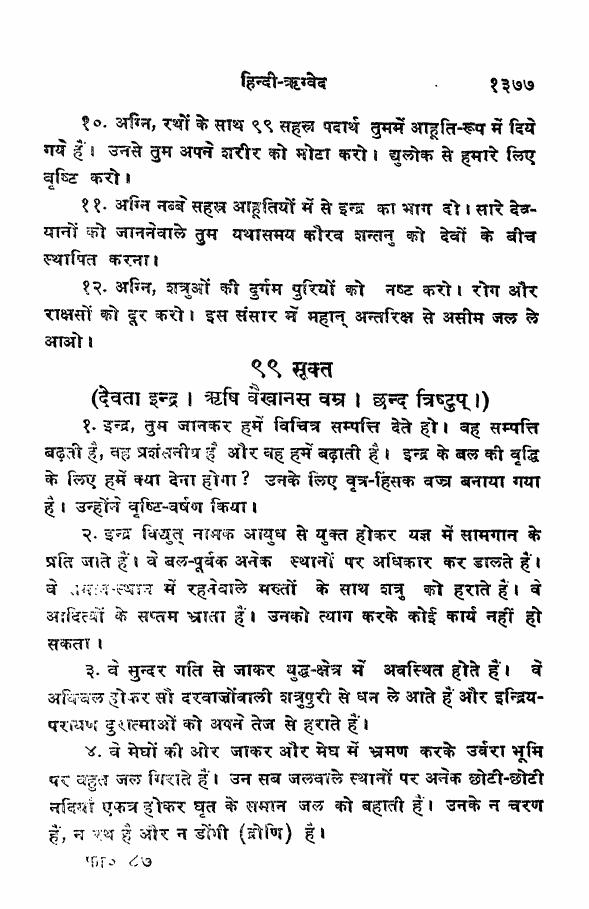 हिन्दी-ऋग्वेद १३७७
१०. अग्नि, रथों के साथ ९९ सहस्र पदार्थ तुममें आहूति-रूप में दिये
गये हैं। उनसे तुम अपने शरीर को मोटा करो। द्युलोक से हमारे लिए
वृष्टि करो।
११. अग्नि नब्बे सहस्र आहूतियों में से इन्द्र का भाग दो। सारे देव-
यानों को जाननेवाले तुम यथासमय कौरव शन्तनु को देवों के बीच
स्थापित करना।
१२. अग्नि, शत्रुओं की दुर्गम पुरियों को नष्ट करो। रोग और
राक्षसों को दूर करो। इस संसार में महान् अन्तरिक्ष से असीम जल ले
आओ।
९९ सूक्त
(देवता इन्द्र। ऋषि वैखानस वम्र। छन्द त्रिष्टुप्।)
१. इन्द्र, तुम जानकर हमें विचित्र सम्पत्ति देते हो। वह सम्पत्ति
बढ़ती है, वह प्रशंसनीय है और वह हमें बढ़ाती है। इन्द्र के बल की वृद्धि
के लिए हमें क्या देना होगा? उनके लिए वृत्र-हिंसक वज्र बनाया गया
है। उन्होंने वृष्टि-वर्षण किया।
२. इन्द्र विद्युत् नामक आयुध से युक्त होकर यज्ञ में सामगान के
प्रति जाते हैं। वे बल-पूर्वक अनेक स्थानों पर अधिकार कर डालते हैं।
वे में रहनेवाले मरुतों के साथ शत्रु को हराते हैं। वे
आदित्यों के सप्तम भ्राता हैं। उनको त्याग करके कोई कार्य नहीं हो
सकता।
३. वे सुन्दर गति से जाकर युद्ध-क्षेत्र में अवस्थित होते हैं। वे
अविचल होकर सौ दरवाजोंवाली शत्रुपुरी से धन ले आते हैं और इन्द्रिय-
परायण दुरात्माओं को अपने तेज से हराते हैं।
४. वे मेघों की ओर जाकर और मेघ में भ्रमण करके उर्वरा भूमि
पर बहुत जल गिराते हैं। उन सब जलवाले स्थानों पर अनेक छोटी-छोटी
नदियाँ एकत्र होकर घृत के समान जल को बहाती हैं। उनके न चरण
हैं, न रथ है और न डोंगी (द्रोणि) है।
फा० ८७